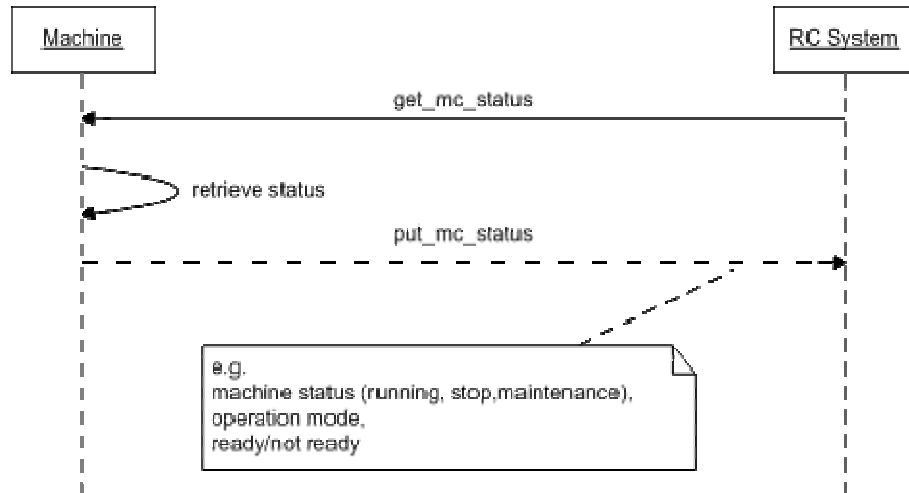 Machine
RC System
get_mc_status
retrieve status
put_mc_status
e.g.
machine status (running, stop,maintenance),
operation mode,
ready/not ready